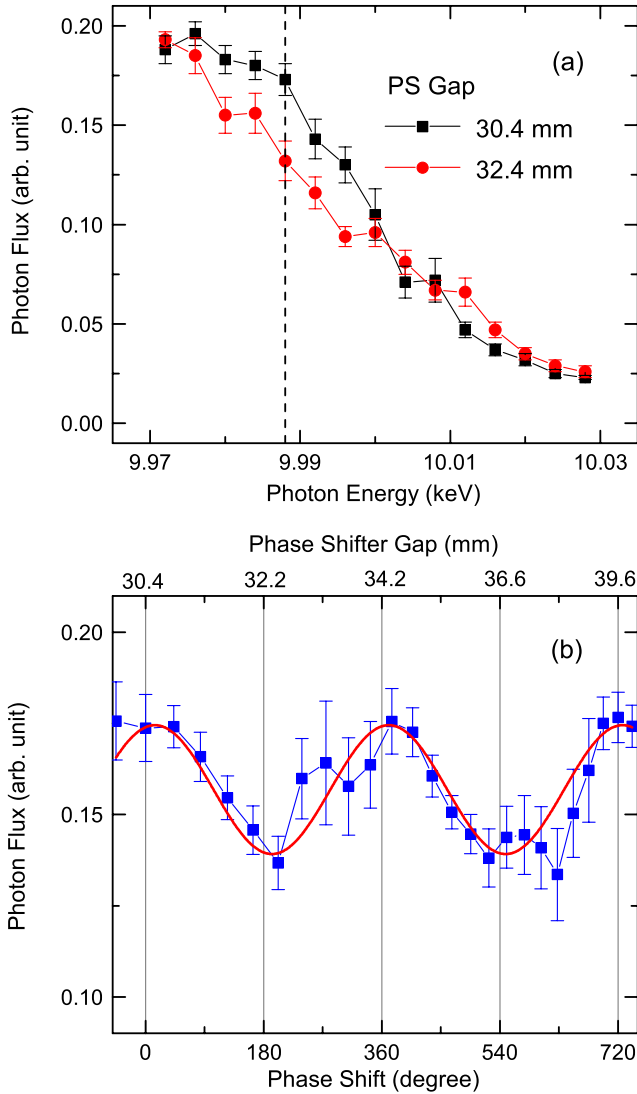 0.20
0.15
0.10
0.05
0.00
Photon Flux (arb. unit)
(a)
PS Gap
30.4 mm
32.4 mm
9.97 9.99 10.01 10.03
Photon Energy (keV)
Phase Shifter Gap (mm)
30.4 32.2 34.2 36.6 39.6
0.20
0.15
0.10
Photon Flux (arb. unit)
(b)
0 180 360 540 720
Phase Shift (degree)